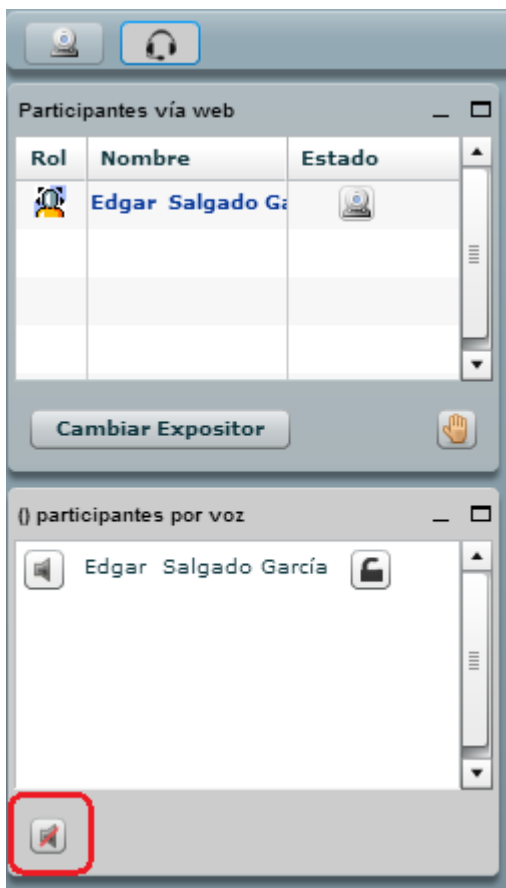 Participantes vía web
Rol Nombre Estado
Edgar Salgado Ga
Cambiar Expositor
() participantes por voz
Edgar Salgado García